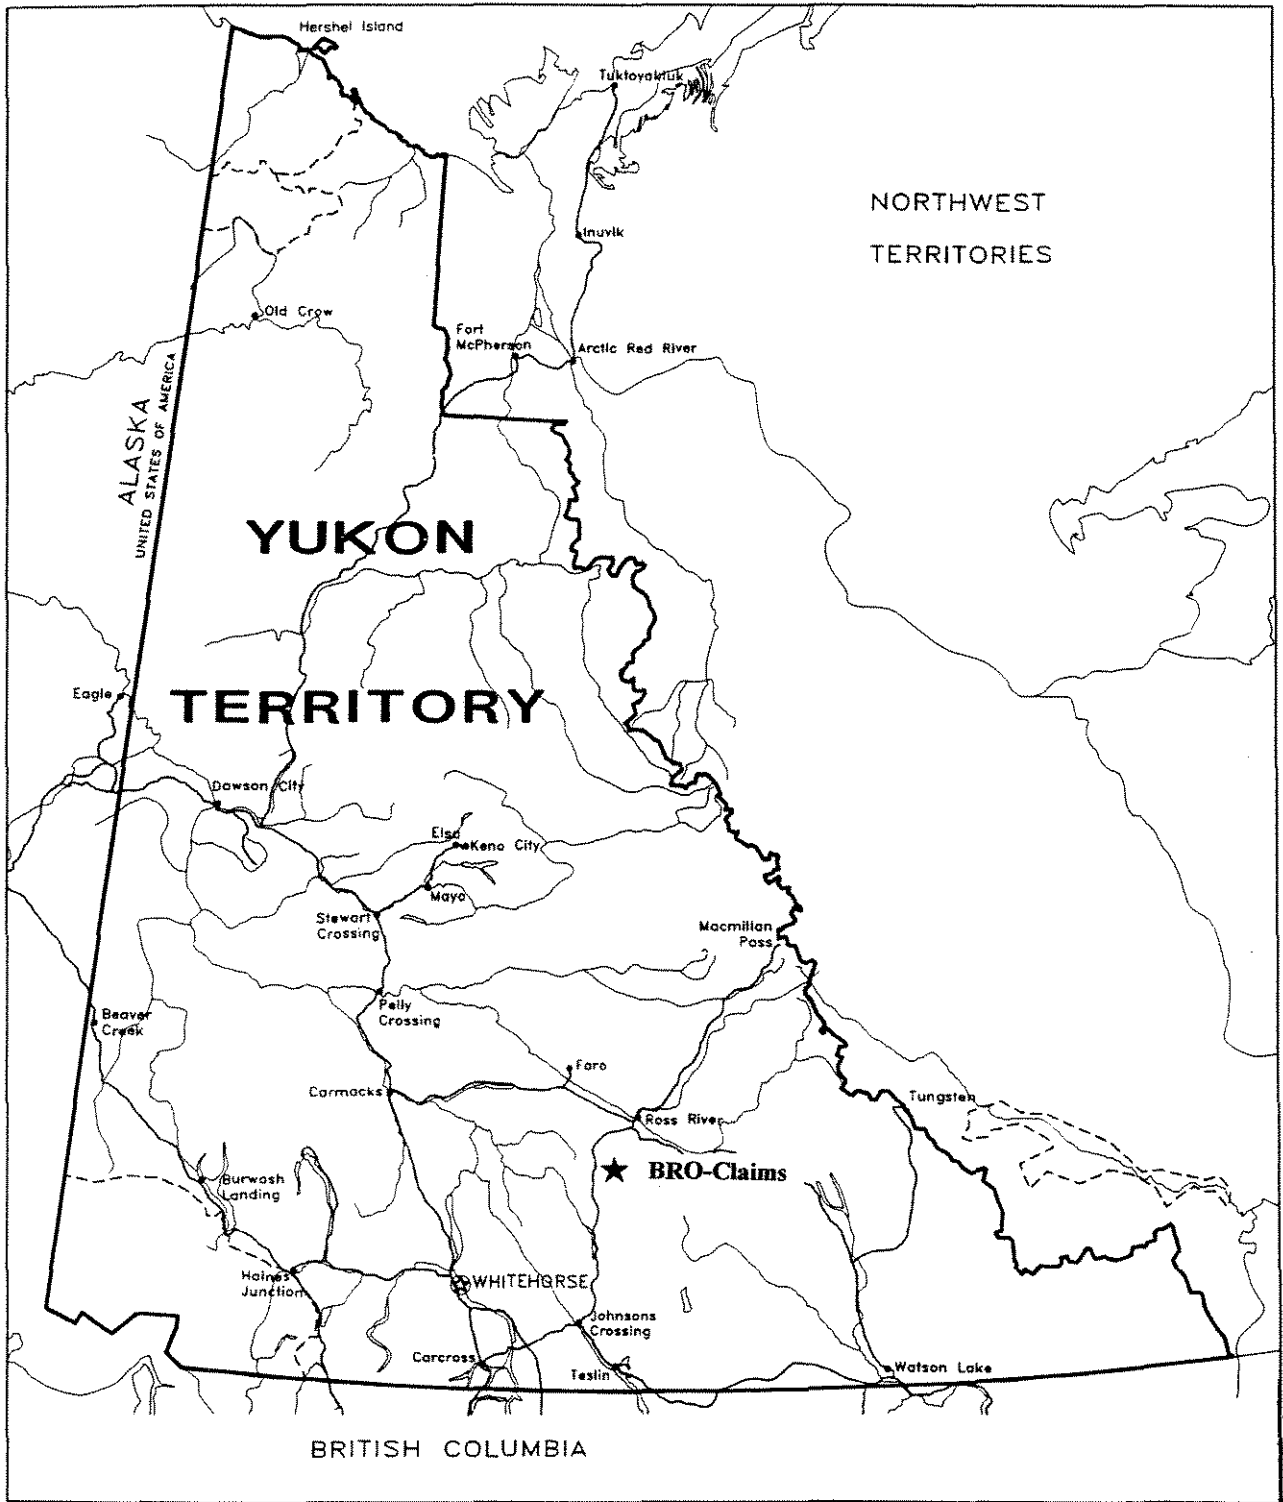 Hershel Island
Tuktoyaktuk
NORTHWEST
TERRITORIES
Inuvik
Old Crow
Fort
McPherson
Arctic Red River
ALASKA
UNITED STATES OF AMERICA
YUKON
TERRITORY
Eagle
Dawson City
Elsa
Keno City
Mayo
Stewart
Crossing
Macmillan
Pass
Pelly
Crossing
Beaver
Creek
Faro
Carmacks
Ross River
Tungsten
BRO-Claims
Burwash
Landing
Haines
Junction
WHITEHORSE
Johnsons
Crossing
Carcross
Teslin
Watson Lake
BRITISH COLUMBIA